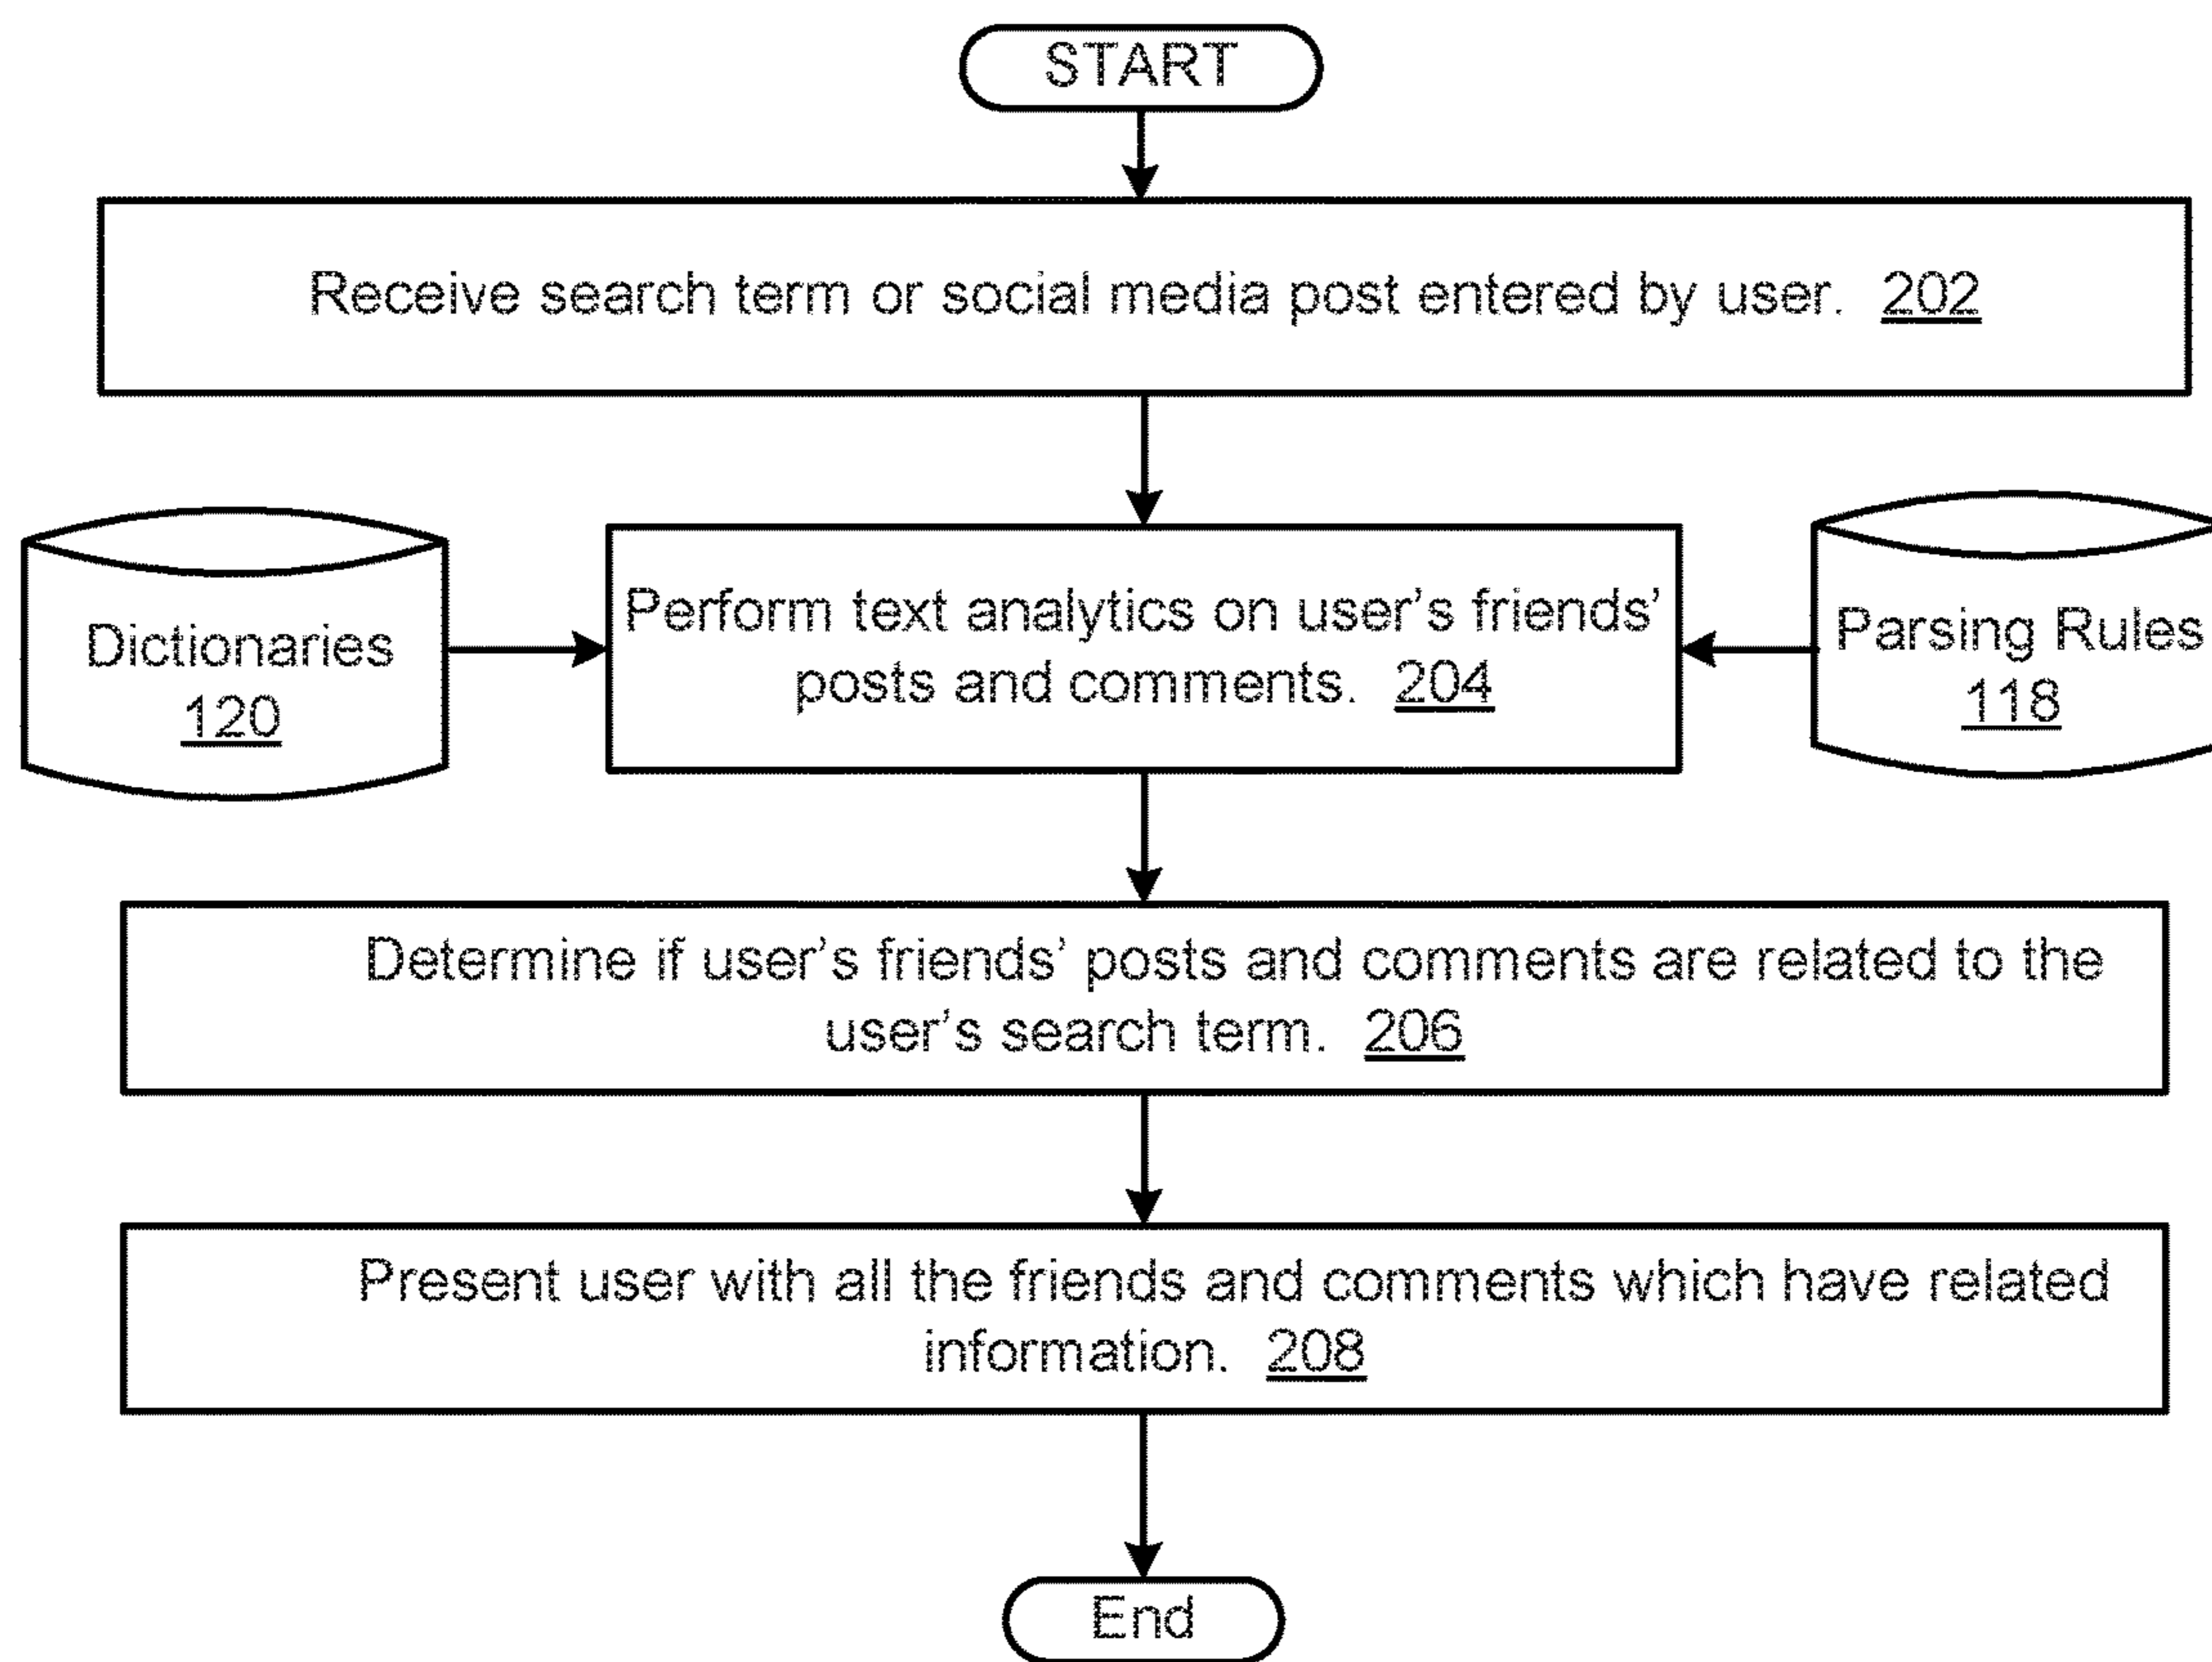 START
Receive search term or social media post entered by user. 202
Dictionaries
120
Perform text analytics on user's friends'
posts and comments. 204
Parsing Rules
118
Determine if user's friends' posts and comments are related to the
user's search term. 206
Present user with all the friends and comments which have related
information. 208
End